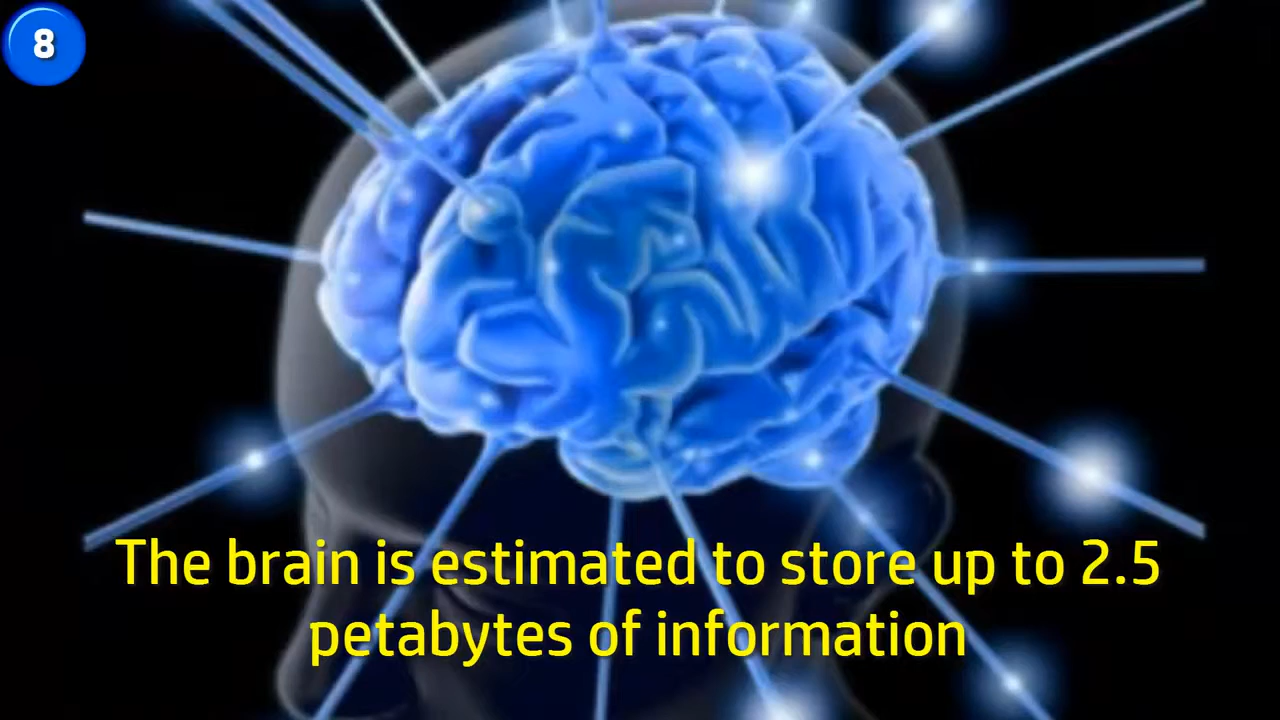 8
The brain is estimated to store up to 2.5
petabytes of information